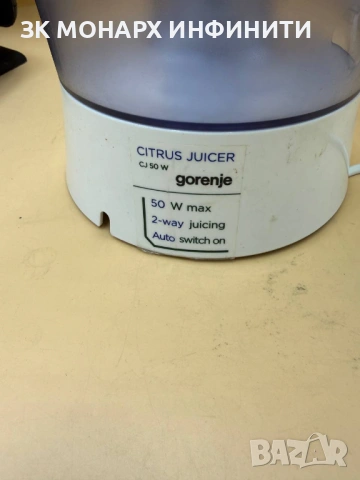 ЗК МОНАРХ ИНФИНИТИ
CITRUS JUICER
CJ 50 W
gorenje
50 W max
2-way juicing
Auto switch on
BAZAR